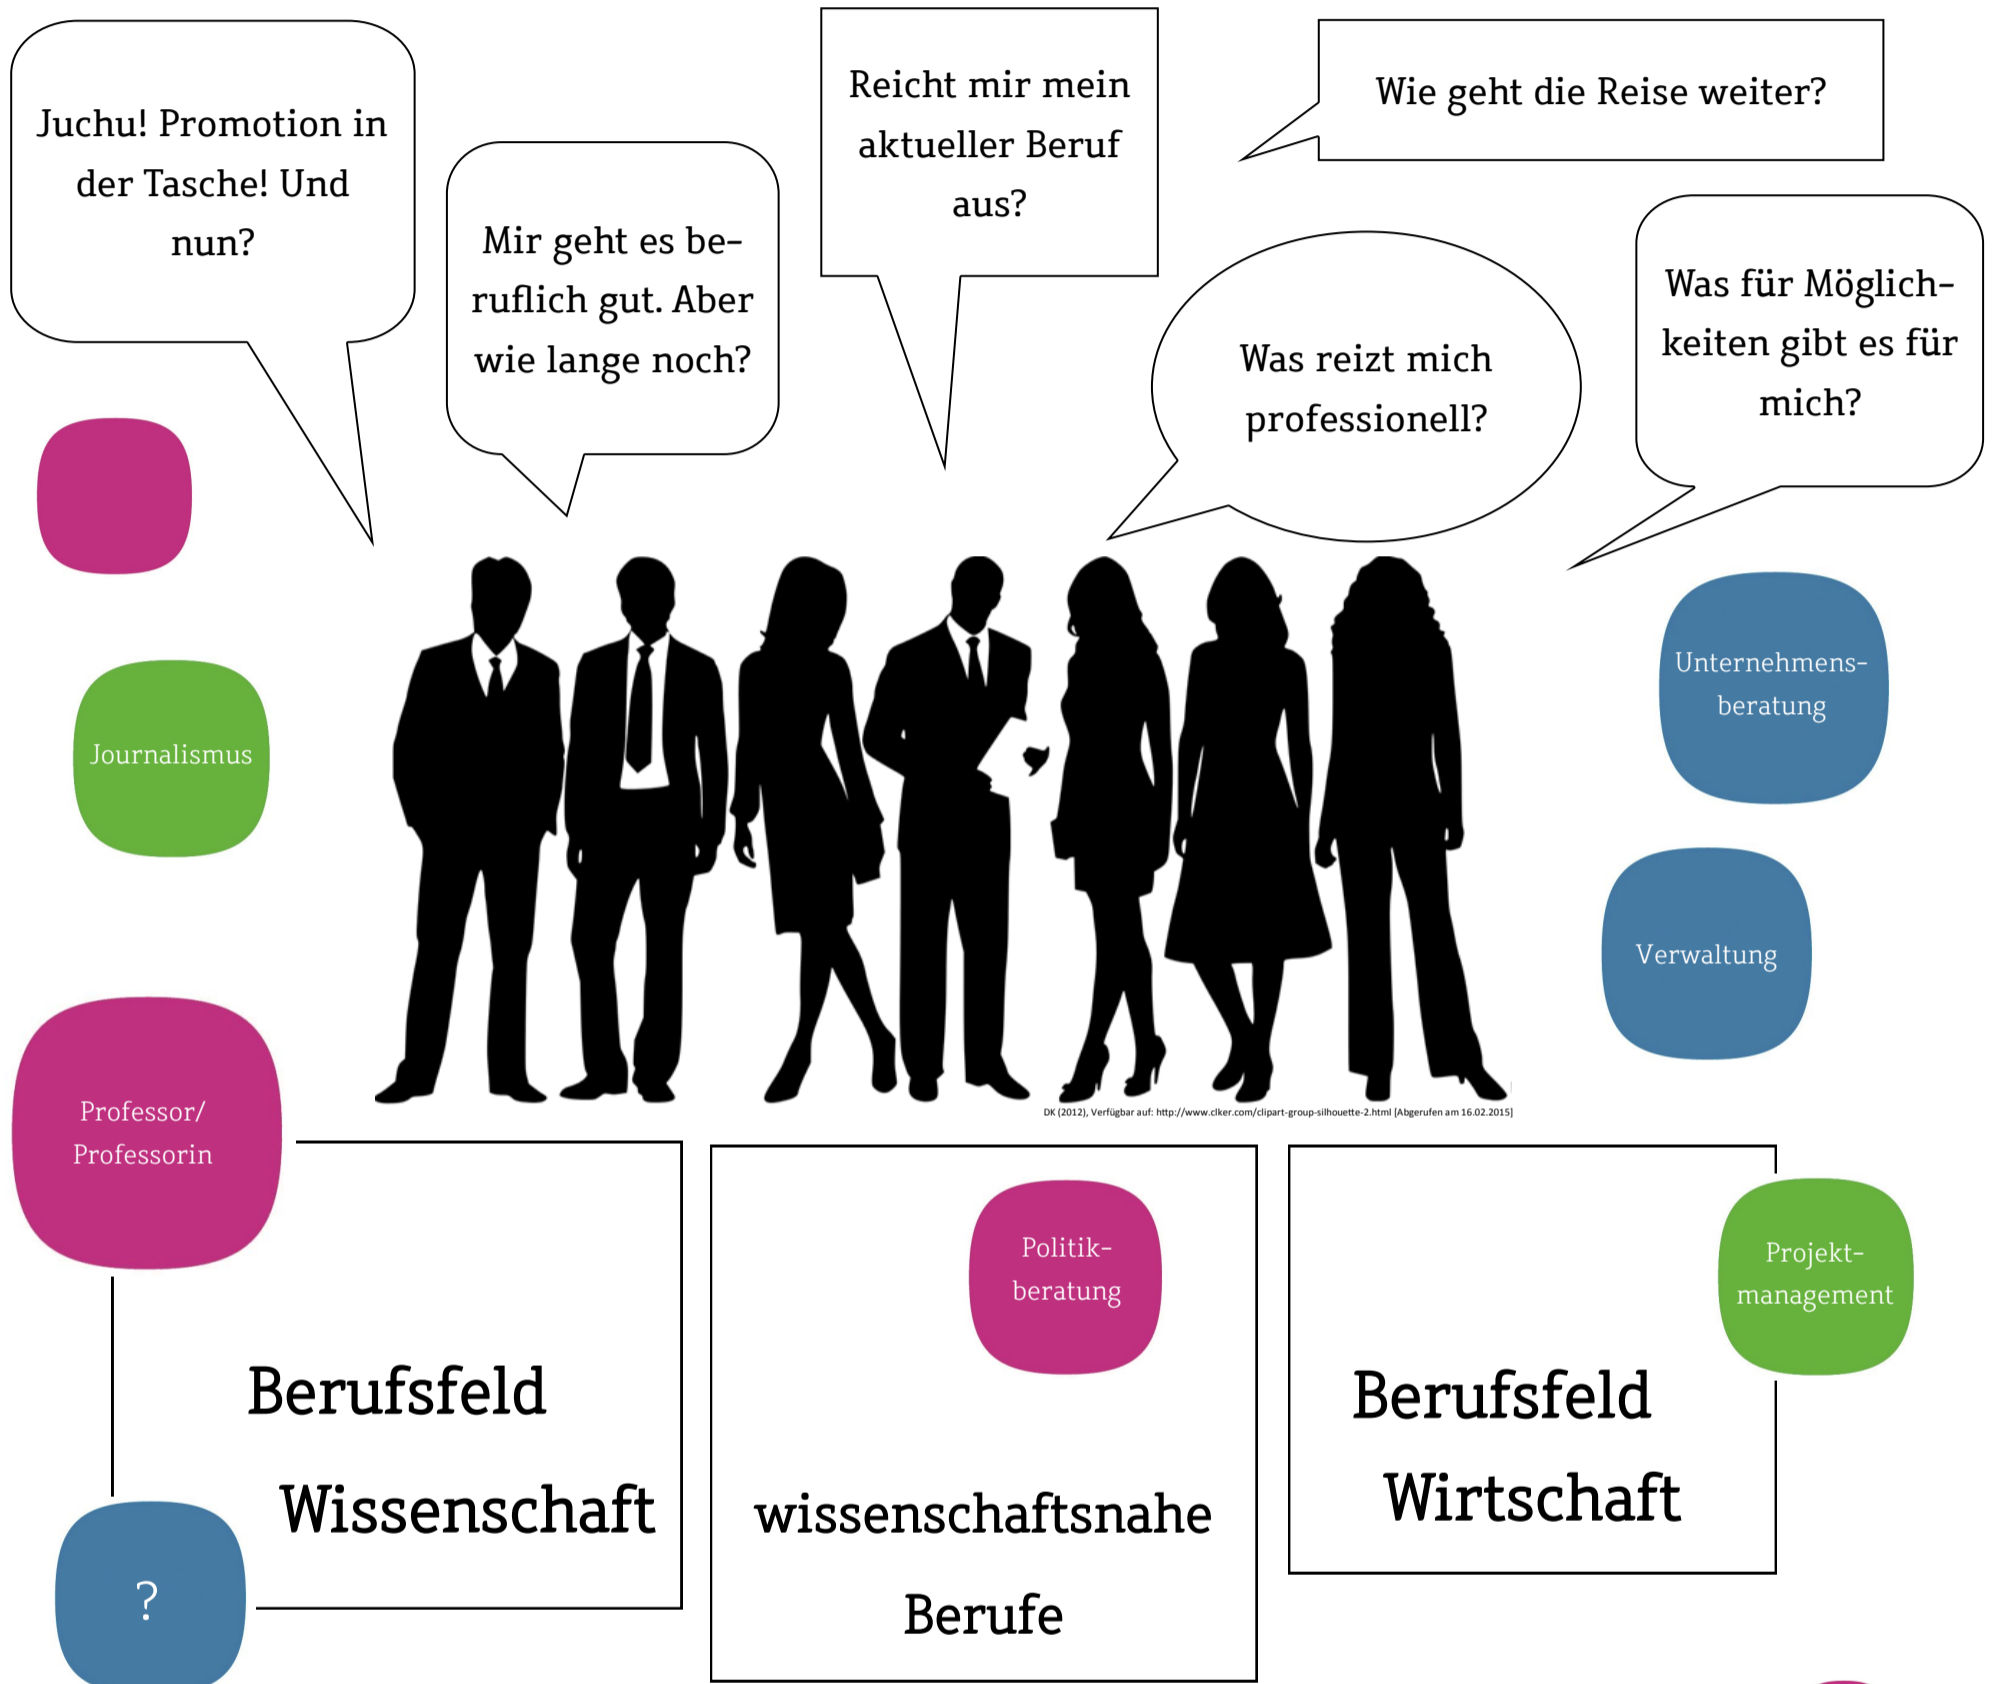 Juchu! Promotion in
der Tasche! Und
nun?
Mir geht es be-
ruflich gut. Aber
wie lange noch?
Reicht mir mein
aktueller Beruf
aus?
Wie geht die Reise weiter?
Was reizt mich
professionell?
Was für Möglich-
keiten gibt es für
mich?
Journalismus
Unternehmens-
beratung
Verwaltung
Professor/
Professorin
DK (2012), Verfügbar auf: http://www.clker.com/clipart-group-silhouette-2.html [Abgerufen am 16.02.2015]
Berufsfeld
Wissenschaft
?
Politik-
beratung
wissenschaftsnahe
Berufe
Projekt-
management
Berufsfeld
Wirtschaft